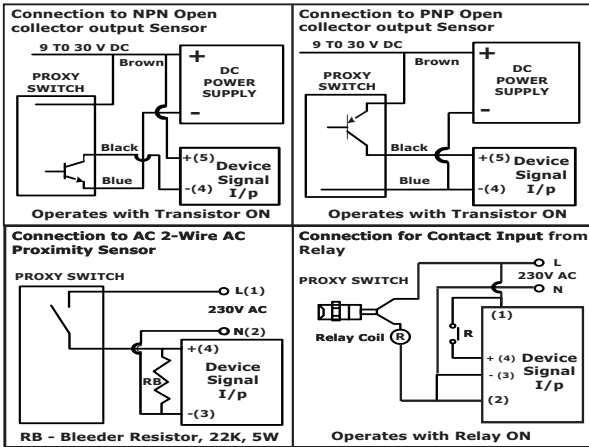 Connection to NPN Open
collector output Sensor
9 T0 30 V DC
Brown
PROXY
SWITCH
+
DC
POWER
SUPPLY
-
Black
Blue
+(5)
-(4)
Device
Signal
I/p
Operates with Transistor ON
Connection to PNP Open
collector output Sensor
9 T0 30 V DC
Brown
PROXY
SWITCH
+
DC
POWER
SUPPLY
-
Black
Blue
+(5)
-(4)
Device
Signal
I/p
Operates with Transistor ON
Connection to AC 2-Wire AC
Proximity Sensor
PROXY SWITCH
L(1)
230V AC
N(2)
+(4)
RB
-(3)
Device
Signal
I/p
RB - Bleeder Resistor, 22K, 5W
Connection for Contact Input from
Relay
L
230V AC
N
PROXY SWITCH
(1)
Relay Coil
R
R
+ (4)
- (3)
(2)
Device
Signal
I/p
Operates with Relay ON